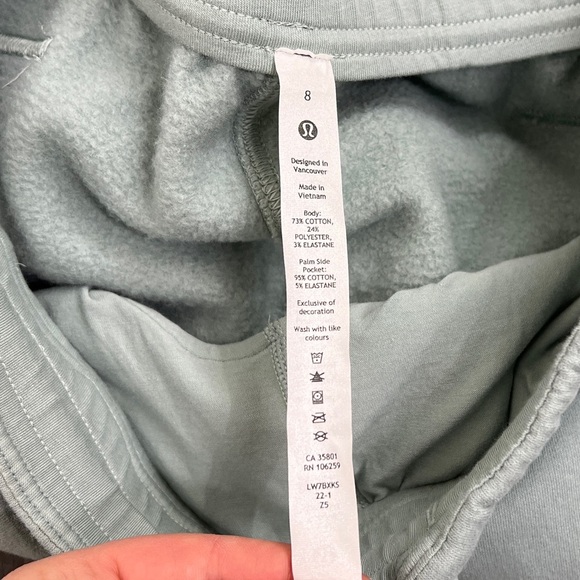 8
Designed in
Vancouver
Made in
Vietnam
Body:
73% COTTON,
24%
POLYESTER,
3% ELASTANE
Palm Side
Pocket:
95% COTTON,
5% ELASTANE
Exclusive of
decoration
Wash with like
colours
CA 35801
RN 106259
LW7BXKS
22-1
25